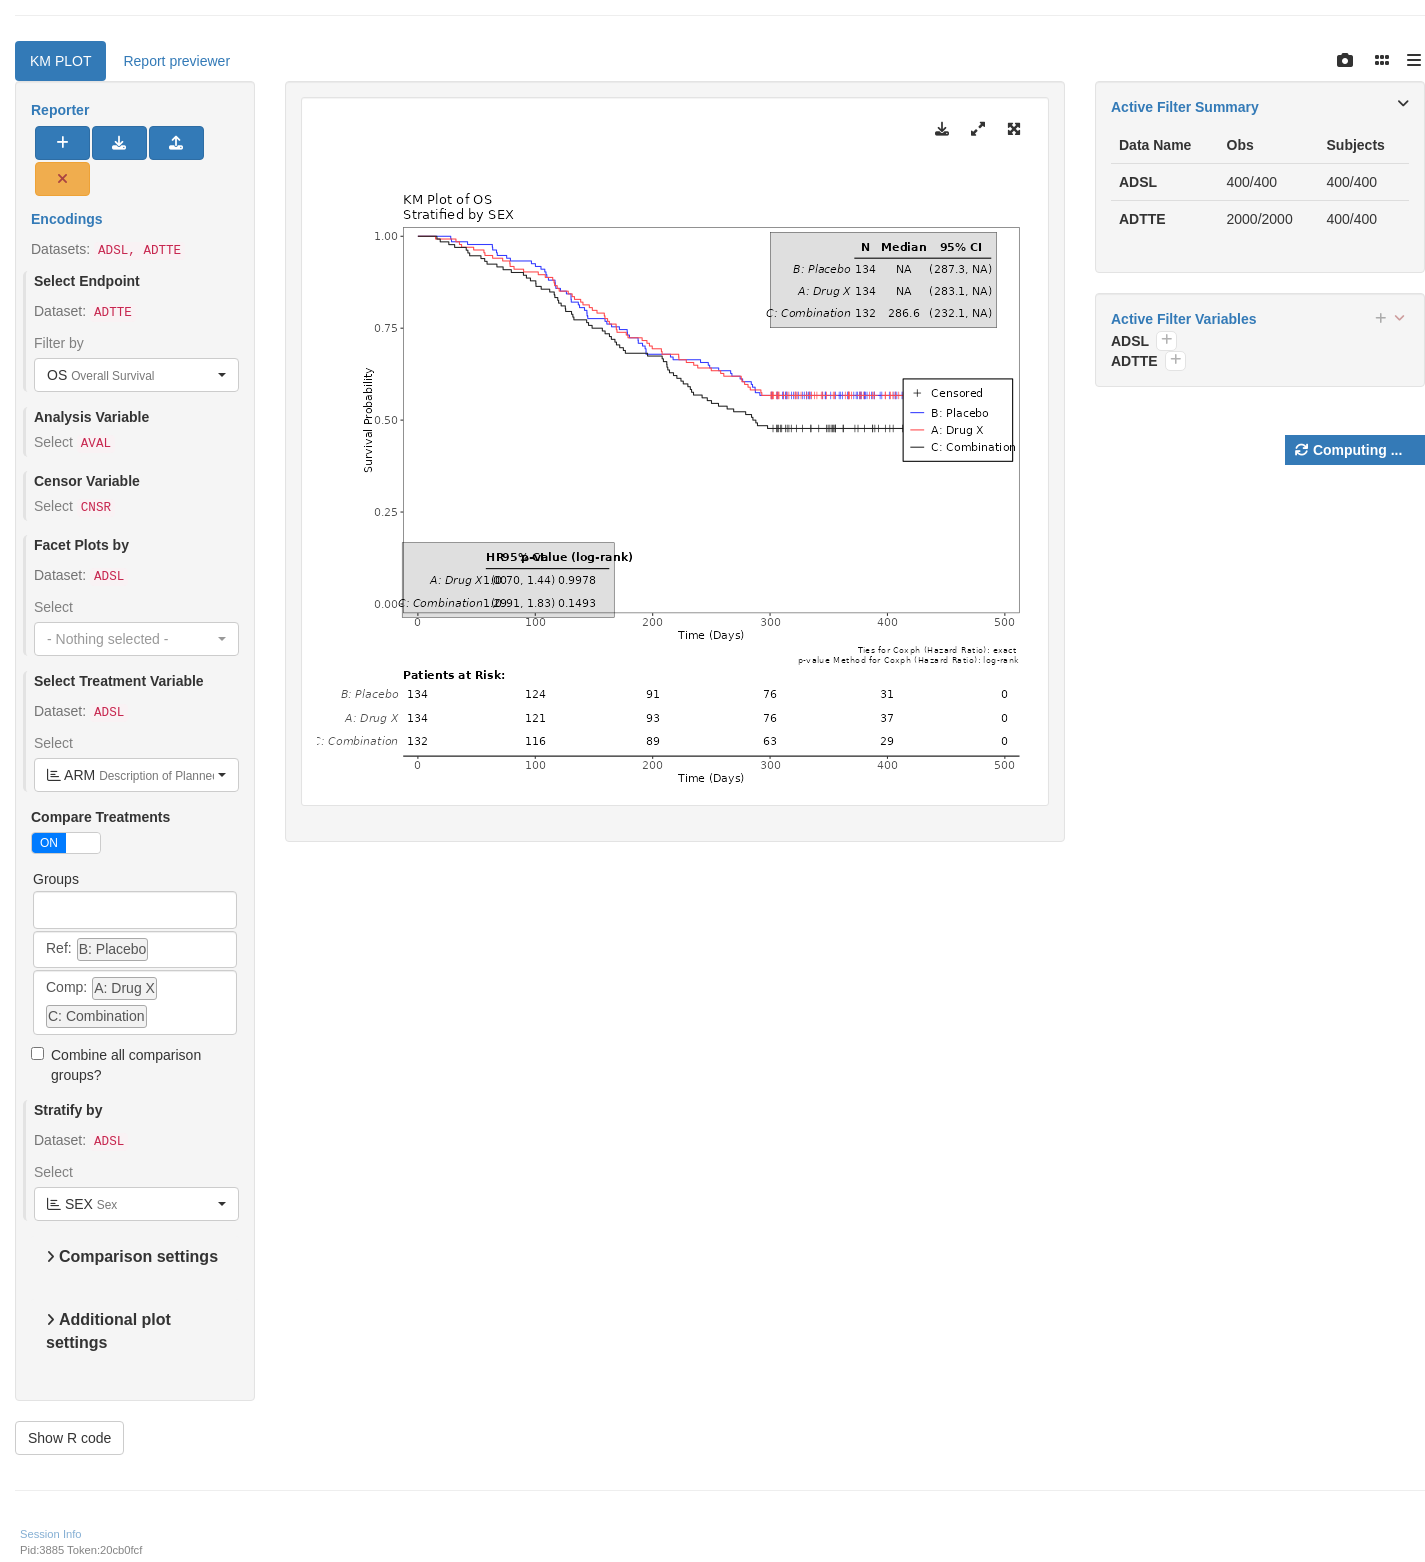 KM PLOT
Report previewer
Reporter
Encodings
Datasets: ADSL, ADTTE
Select Endpoint
Dataset: ADTTE
Filter by
OS Overall Survival
Analysis Variable
Select AVAL
Censor Variable
Select CNSR
Facet Plots by
Dataset: ADSL
Select
- Nothing selected -
Select Treatment Variable
Dataset: ADSL
Select
ARM Description of Planned
Compare Treatments
ON
Groups
Ref: B: Placebo
Comp: A: Drug X
C: Combination
Combine all comparison
groups?
Stratify by
Dataset: ADSL
Select
SEX Sex
Comparison settings
Additional plot
settings
Show R code
KM Plot of OS
Stratified by SEX
Survival Probability
1.00
0.75
0.50
0.25
0.00
N Median 95% CI
B: Placebo 134 NA (287.3, NA)
A: Drug X 134 NA (283.1, NA)
C: Combination 132 286.6 (232.1, NA)
Censored
B: Placebo
A: Drug X
C: Combination
HR 95% CI p-value (log-rank)
A: Drug X 1.00 (0.70, 1.44) 0.9978
C: Combination 1.29 (0.91, 1.83) 0.1493
0 100 200 300 400 500
Time (Days)
Ties for Coxph (Hazard Ratio): exact
p-value Method for Coxph (Hazard Ratio): log-rank
Patients at Risk:
B: Placebo 134 124 91 76 31 0
A: Drug X 134 121 93 76 37 0
C: Combination 132 116 89 63 29 0
0 100 200 300 400 500
Time (Days)
Active Filter Summary
Data Name Obs Subjects
ADSL 400/400 400/400
ADTTE 2000/2000 400/400
Active Filter Variables
ADSL
ADTTE
Computing ...
Session Info
Pid:3885 Token:20cb0fcf